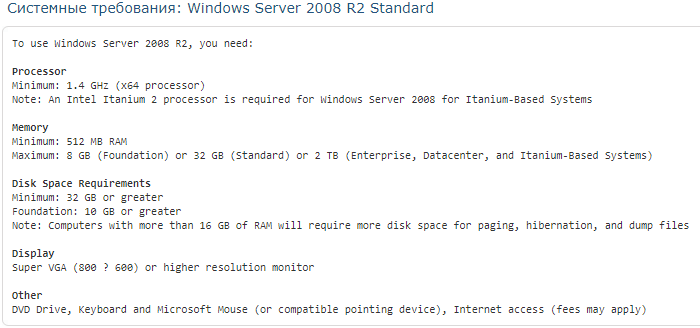 Системные требования: Windows Server 2008 R2 Standard
To use Windows Server 2008 R2, you need:
Processor
Minimum: 1.4 GHz (x64 processor)
Note: An Intel Itanium 2 processor is required for Windows Server 2008 for Itanium-Based Systems
Memory
Minimum: 512 MB RAM
Maximum: 8 GB (Foundation) or 32 GB (Standard) or 2 TB (Enterprise, Datacenter, and Itanium-Based Systems)
Disk Space Requirements
Minimum: 32 GB or greater
Foundation: 10 GB or greater
Note: Computers with more than 16 GB of RAM will require more disk space for paging, hibernation, and dump files
Display
Super VGA (800 ? 600) or higher resolution monitor
Other
DVD Drive, Keyboard and Microsoft Mouse (or compatible pointing device), Internet access (fees may apply)